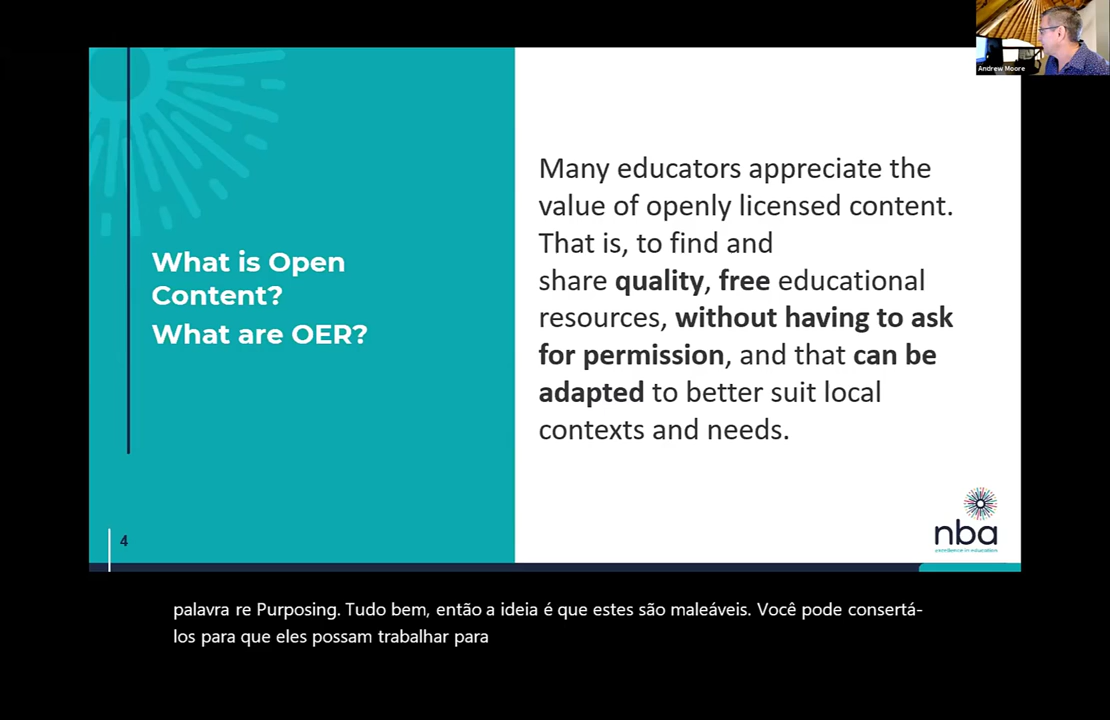 Andrew Moore
What is Open
Content?
What are OER?
Many educators appreciate the
value of openly licensed content.
That is, to find and
share quality, free educational
resources, without having to ask
for permission, and that can be
adapted to better suit local
contexts and needs.
4
nba
excellence in education
palavra re Purposing. Tudo bem, então a ideia é que estes são maleáveis. Você pode consertá-
los para que eles possam trabalhar para